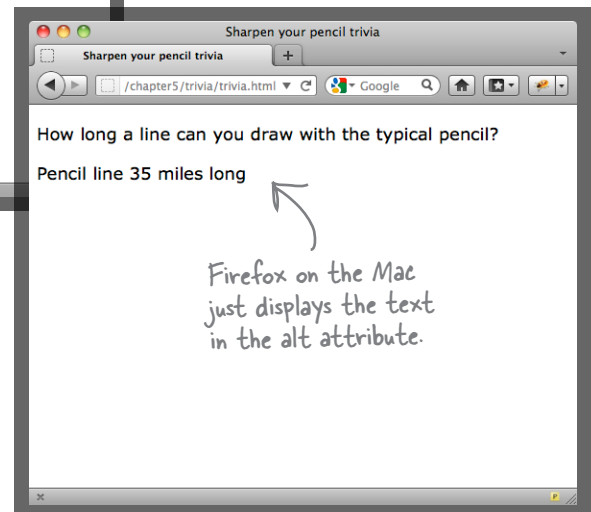 Sharpen your pencil trivia
Sharpen your pencil trivia
+
/chapter5/trivia/trivia.html
Google
How long a line can you draw with the typical pencil?
Pencil line 35 miles long
Firefox on the Mac
just displays the text
in the alt attribute.
P